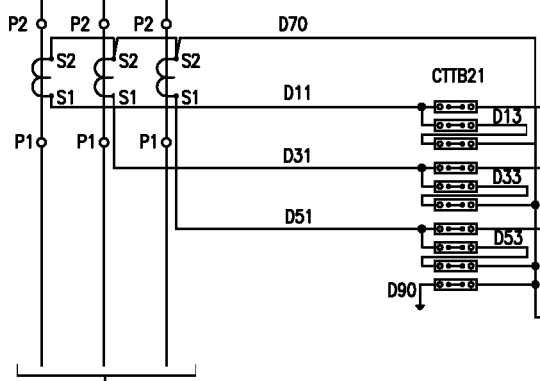 P2 P2 P2 D70
S2 S2 S2
CTTB21
S1 S1 S1 D11
D13
P1 P1 P1
D31
D33
D51
D53
D90